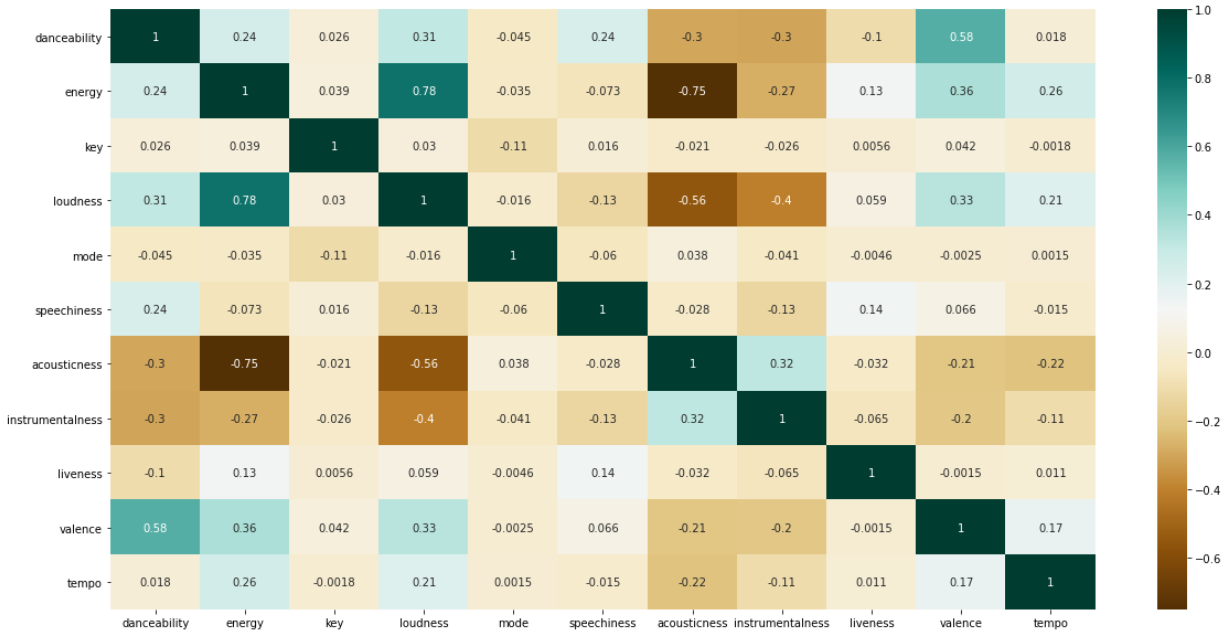 danceability 1 0.24 0.026 0.31 -0.045 0.24 -0.3 -0.3 -0.1 0.58 0.018
energy 0.24 1 0.039 0.78 -0.035 -0.073 -0.75 -0.27 0.13 0.36 0.26
key 0.026 0.039 1 0.03 -0.11 0.016 -0.021 -0.026 0.0056 0.042 -0.0018
loudness 0.31 0.78 0.03 1 -0.016 -0.13 -0.56 -0.4 0.059 0.33 0.21
mode -0.045 -0.035 -0.11 -0.016 1 -0.06 0.038 -0.041 -0.0046 -0.0025 0.0015
speechiness 0.24 -0.073 0.016 -0.13 -0.06 1 -0.028 -0.13 0.14 0.066 -0.015
acousticness -0.3 -0.75 -0.021 -0.56 0.038 -0.028 1 0.32 -0.032 -0.21 -0.22
instrumentalness -0.3 -0.27 -0.026 -0.4 -0.041 -0.13 0.32 1 -0.065 -0.2 -0.11
liveness -0.1 0.13 0.0056 0.059 -0.0046 0.14 -0.032 -0.065 1 -0.0015 0.011
valence 0.58 0.36 0.042 0.33 -0.0025 0.066 -0.21 -0.2 -0.0015 1 0.17
tempo 0.018 0.26 -0.0018 0.21 0.0015 -0.015 -0.22 -0.11 0.011 0.17 1
danceability energy key loudness mode speechiness acousticness instrumentalness liveness valence tempo
1.0
0.8
0.6
0.4
0.2
0.0
−0.2
−0.4
−0.6